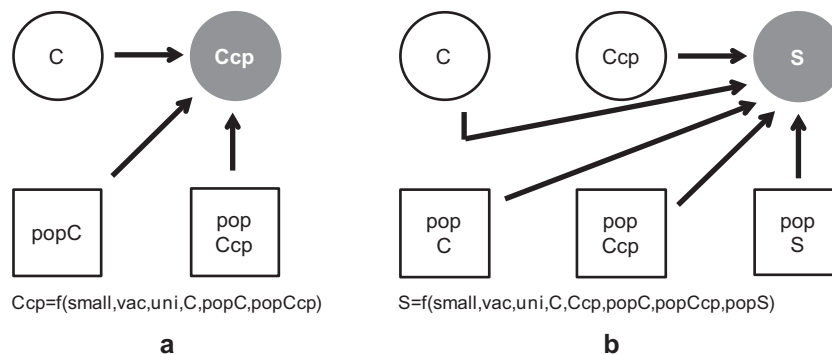 C
Ccp
popC
pop
Ccp
Ccp=f(small,vac,uni,C,popC,popCcp)
a
C
Ccp
S
pop
C
pop
Ccp
pop
S
S=f(small,vac,uni,C,Ccp,popC,popCcp,popS)
b